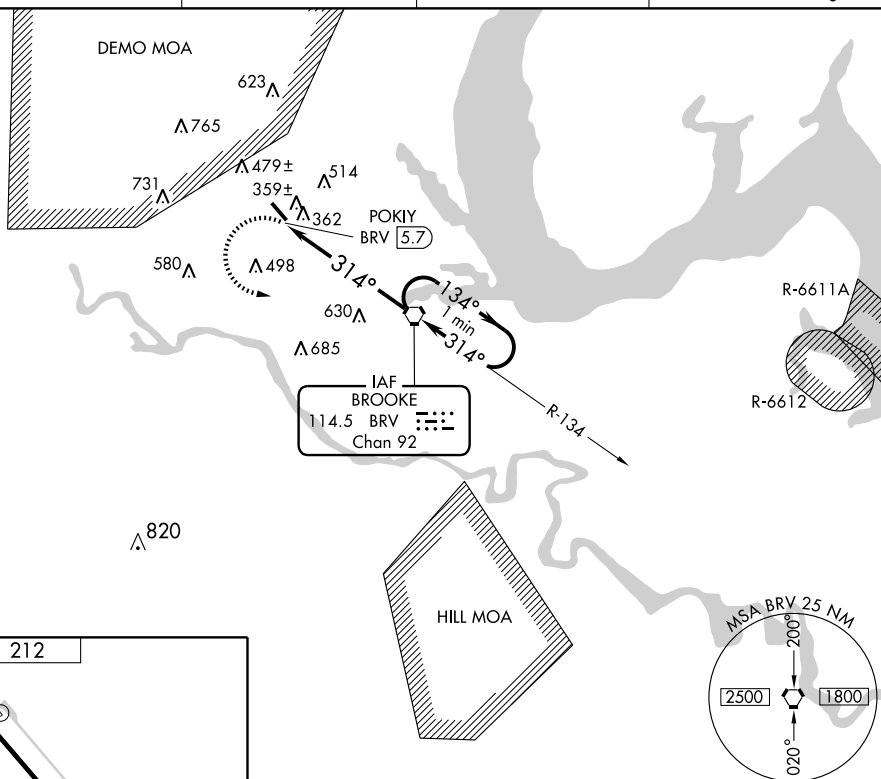 DEMO MOA
623
765
479±
514
731
359±
362
POKIY
BRV 5.7
580
498
314°
134°
1 min
314°
630
685
R-6611A
R-6612
IAF
BROOKE
114.5 BRV
Chan 92
R-134
820
HILL MOA
MSA BRV 25 NM
200°
2500
1800
020°
212